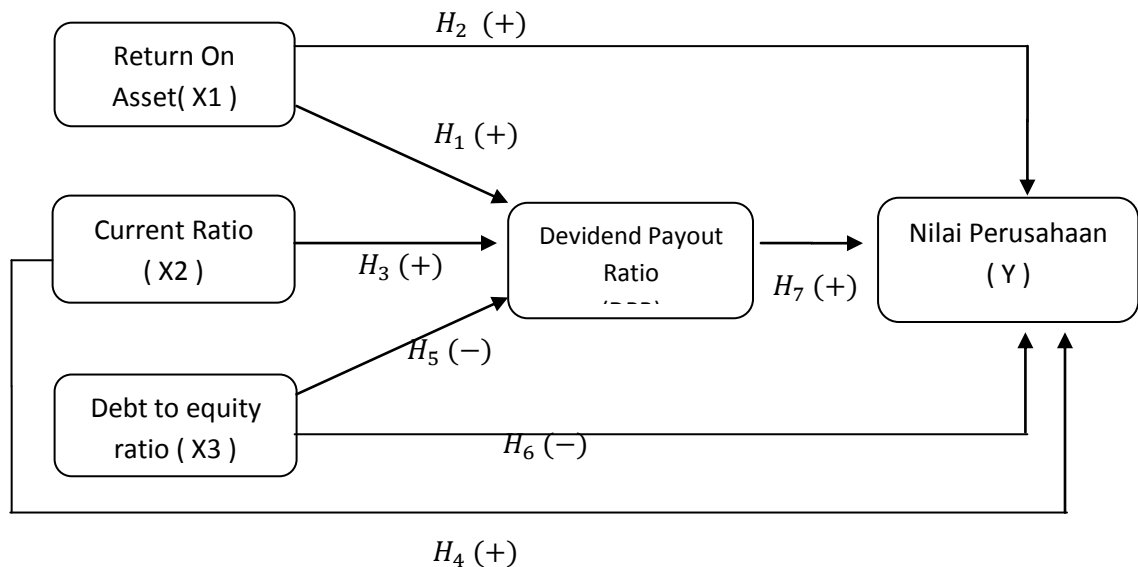 H₂ (+)
Return On
Asset( X1 )
H₁ (+)
Current Ratio
( X2 )
H₃ (+)
Devidend Payout
Ratio
H₇ (+)
Nilai Perusahaan
( Y )
H₅ (−)
Debt to equity
ratio ( X3 )
H₆ (−)
H₄ (+)